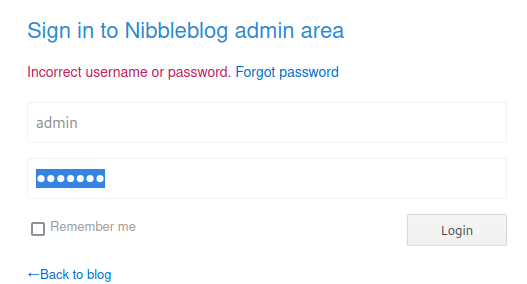 Sign in to Nibbleblog admin area
Incorrect username or password. Forgot password
admin
•••••••
Remember me
Login
←Back to blog